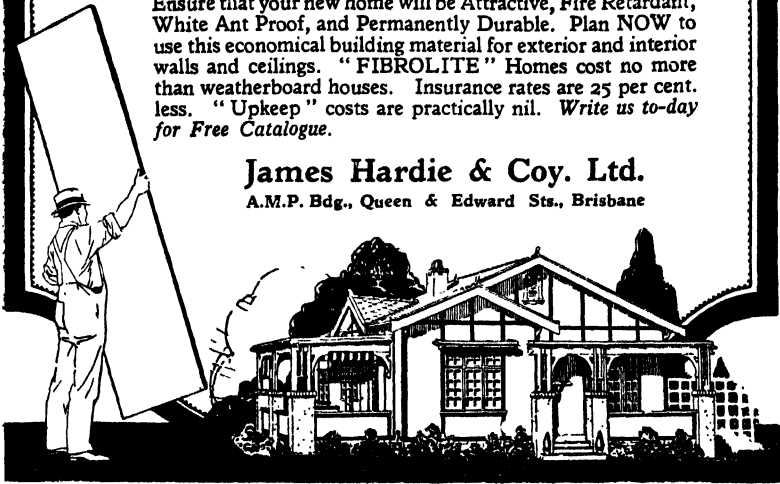 Ensure that your new home will be Attractive, Fire Retardant,
White Ant Proof, and Permanently Durable. Plan NOW to
use this economical building material for exterior and interior
walls and ceilings. "FIBROLITE" Homes cost no more
than weatherboard houses. Insurance rates are 25 per cent.
less. "Upkeep" costs are practically nil. Write us to-day
for Free Catalogue.
James Hardie & Coy. Ltd.
A.M.P. Bdg., Queen & Edward Sts., Brisbane